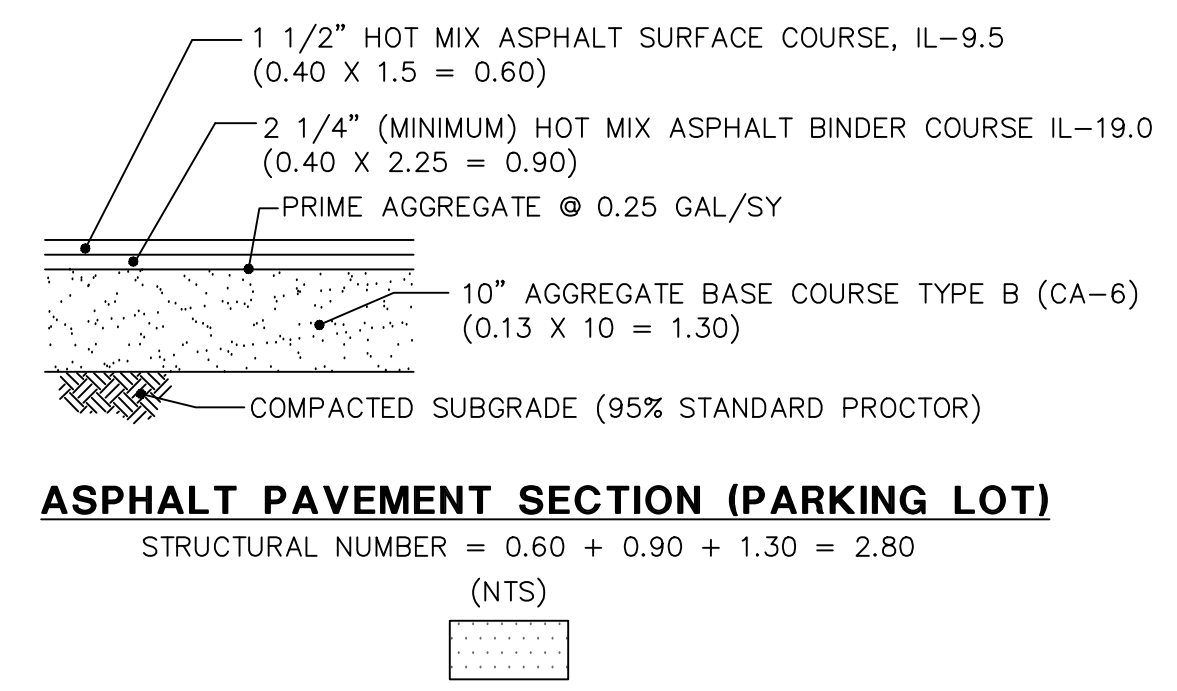 1 1/2" HOT MIX ASPHALT SURFACE COURSE, IL-9.5
(0.40 X 1.5 = 0.60)
2 1/4" (MINIMUM) HOT MIX ASPHALT BINDER COURSE IL-19.0
(0.40 X 2.25 = 0.90)
PRIME AGGREGATE @ 0.25 GAL/SY
10" AGGREGATE BASE COURSE TYPE B (CA-6)
(0.13 X 10 = 1.30)
COMPACTED SUBGRADE (95% STANDARD PROCTOR)
ASPHALT PAVEMENT SECTION (PARKING LOT)
STRUCTURAL NUMBER = 0.60 + 0.90 + 1.30 = 2.80
(NTS)